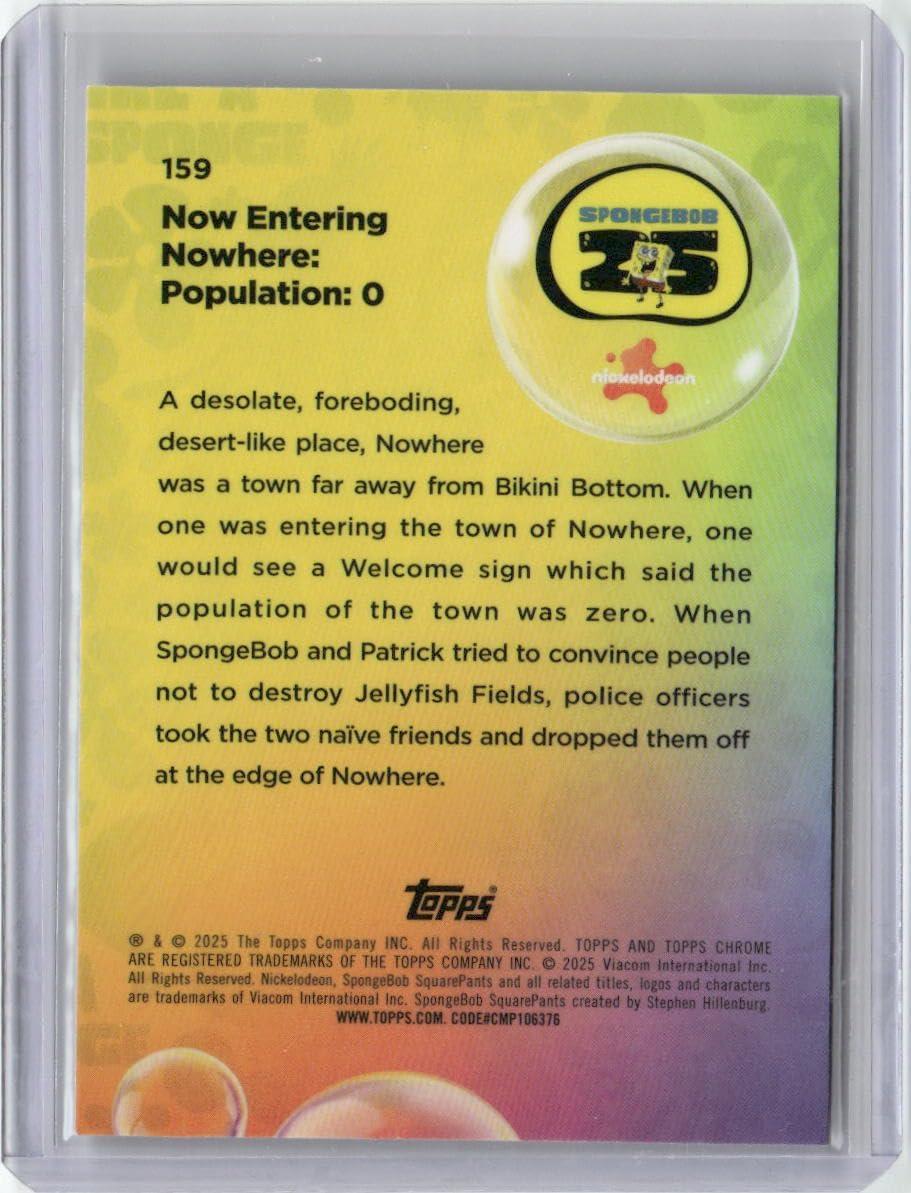 159
Now Entering
Nowhere:
Population: 0
SPONGEBOB
25
nickelodeon
A desolate, foreboding,
desert-like place, Nowhere
was a town far away from Bikini Bottom. When
one was entering the town of Nowhere, one
would see a Welcome sign which said the
population of the town was zero. When
SpongeBob and Patrick tried to convince people
not to destroy Jellyfish Fields, police officers
took the two naïve friends and dropped them off
at the edge of Nowhere.
topps®
® & © 2025 The Topps Company INC. All Rights Reserved. TOPPS AND TOPPS CHROME
ARE REGISTERED TRADEMARKS OF THE TOPPS COMPANY INC. © 2025 Viacom International Inc.
All Rights Reserved. Nickelodeon, SpongeBob SquarePants and all related titles, logos and characters
are trademarks of Viacom International Inc. SpongeBob SquarePants created by Stephen Hillenburg.
WWW.TOPPS.COM. CODE#CMP106376